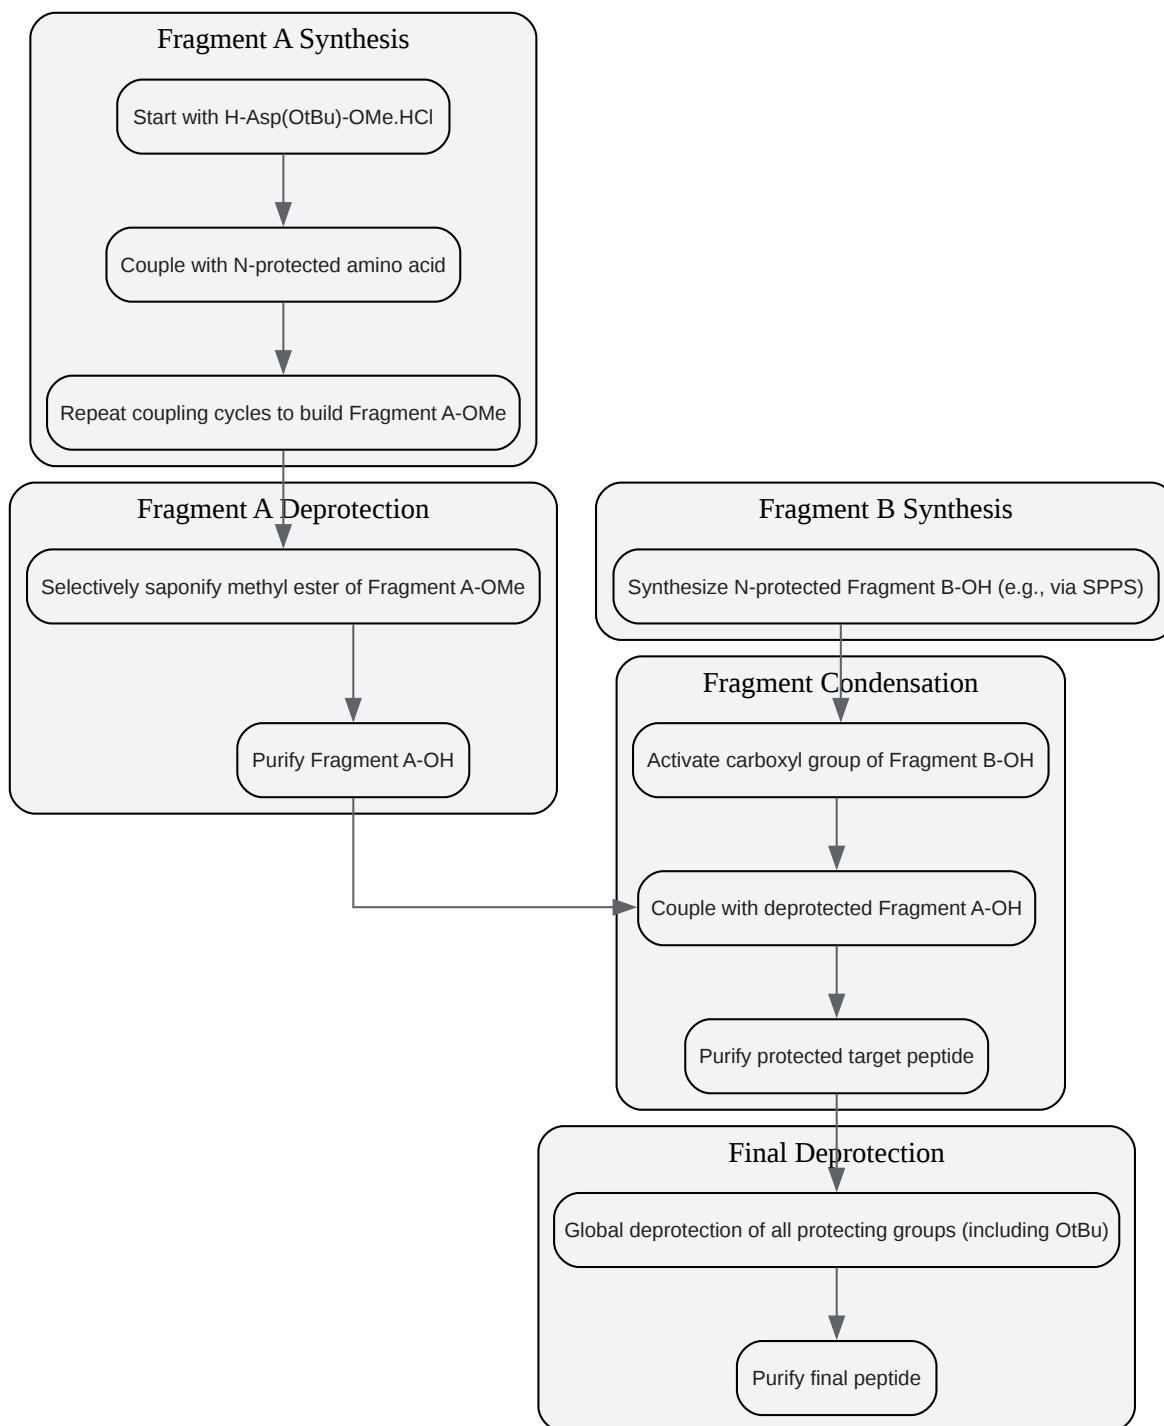 Fragment A Synthesis
Start with H-Asp(OtBu)-OMe.HCl
Couple with N-protected amino acid
Repeat coupling cycles to build Fragment A-OMe
Fragment A Deprotection
Selectively saponify methyl ester of Fragment A-OMe
Purify Fragment A-OH
Fragment B Synthesis
Synthesize N-protected Fragment B-OH (e.g., via SPPS)
Fragment Condensation
Activate carboxyl group of Fragment B-OH
Couple with deprotected Fragment A-OH
Purify protected target peptide
Final Deprotection
Global deprotection of all protecting groups (including OtBu)
Purify final peptide